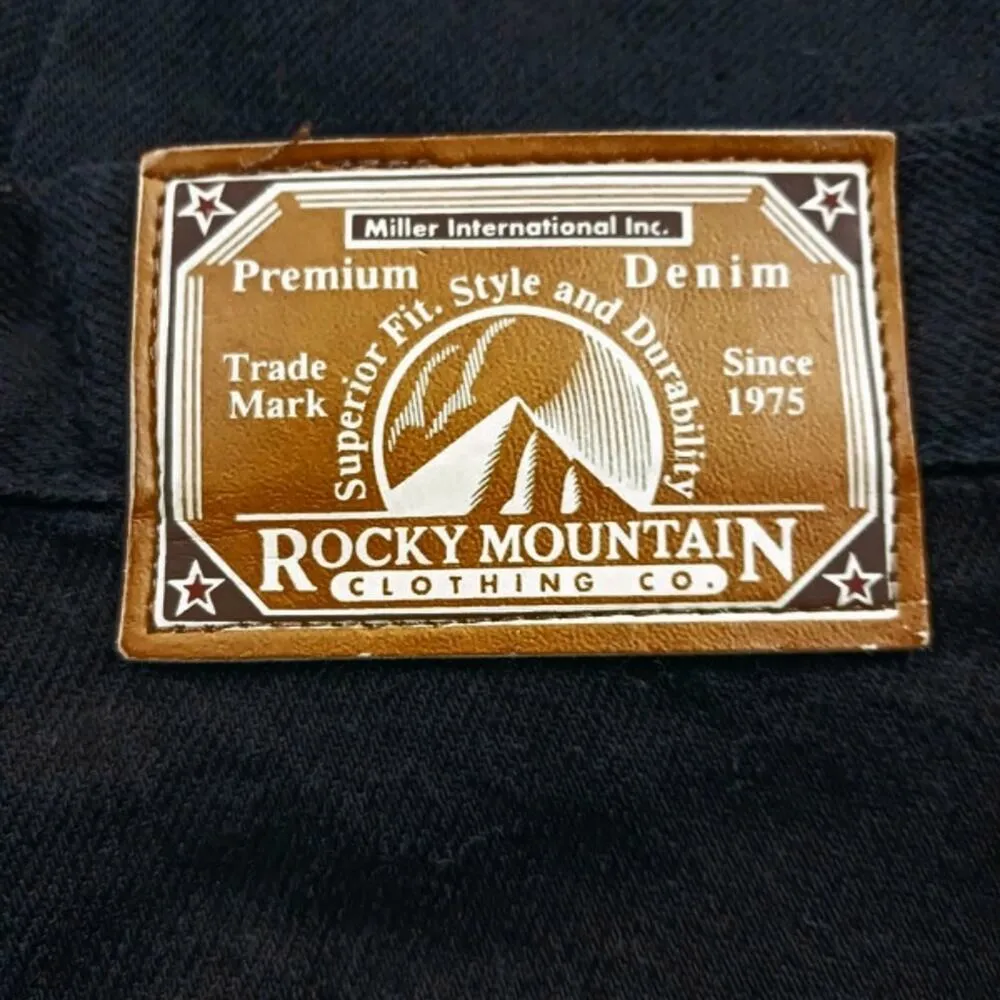 Miller International Inc.
Premium Denim
Superior Fit. Style and Durability
Trade
Mark
Since
1975
ROCKY MOUNTAIN
CLOTHING CO.